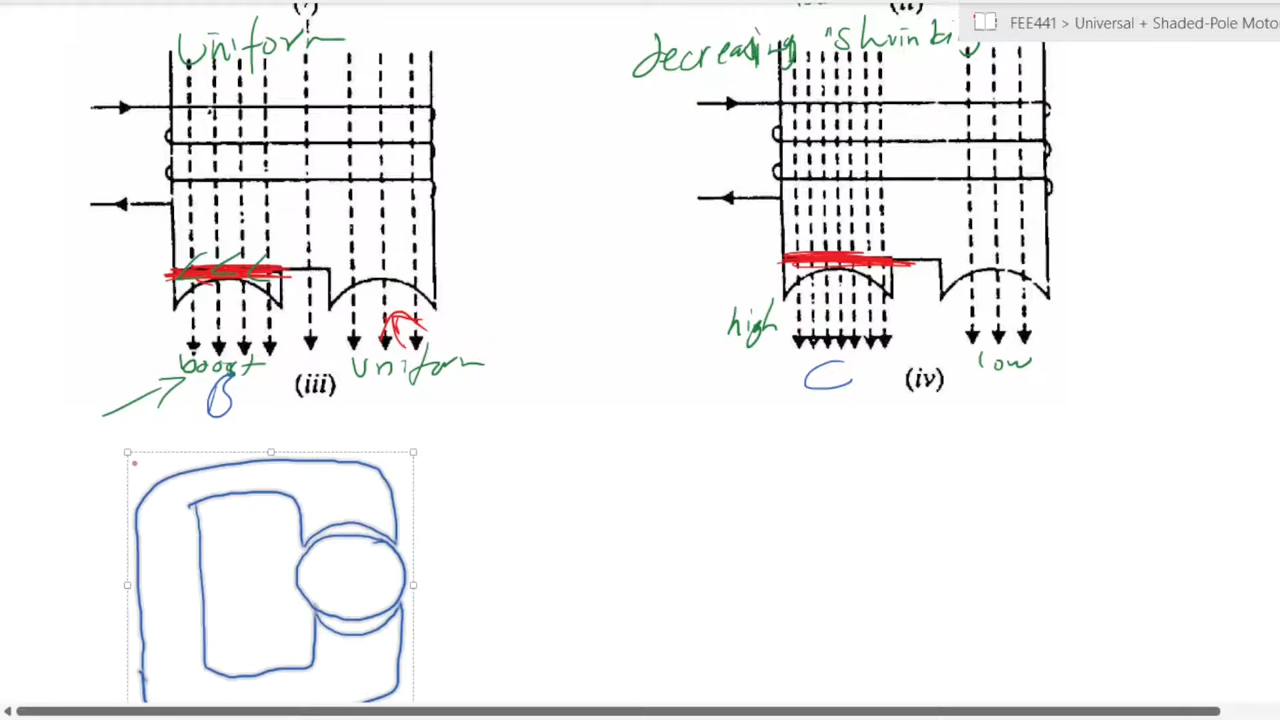 FEE441 > Universal + Shaded-Pole Moto
Uniform
decreasing "Shrinking
boost
Uniform
high
low
B
(iii)
C
(iv)